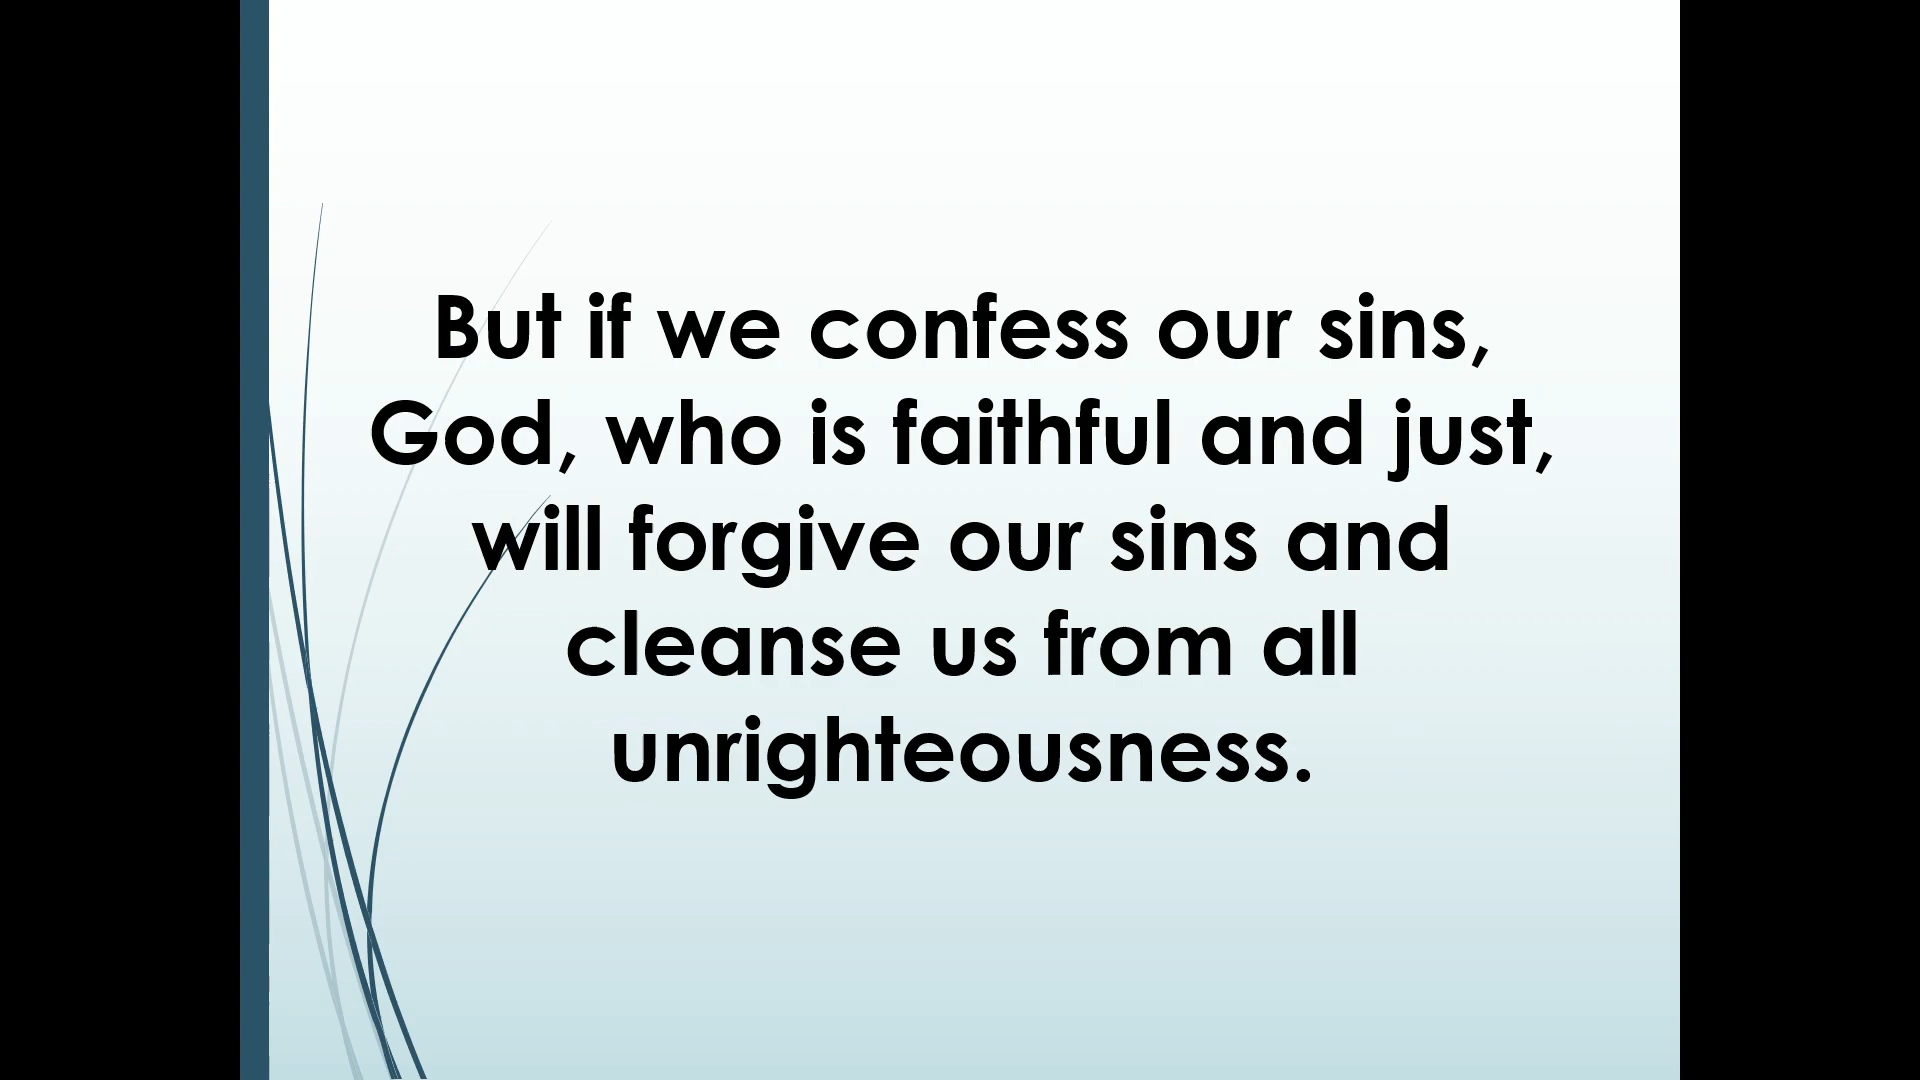 But if we confess our sins,
God, who is faithful and just,
will forgive our sins and
cleanse us from all
unrighteousness.